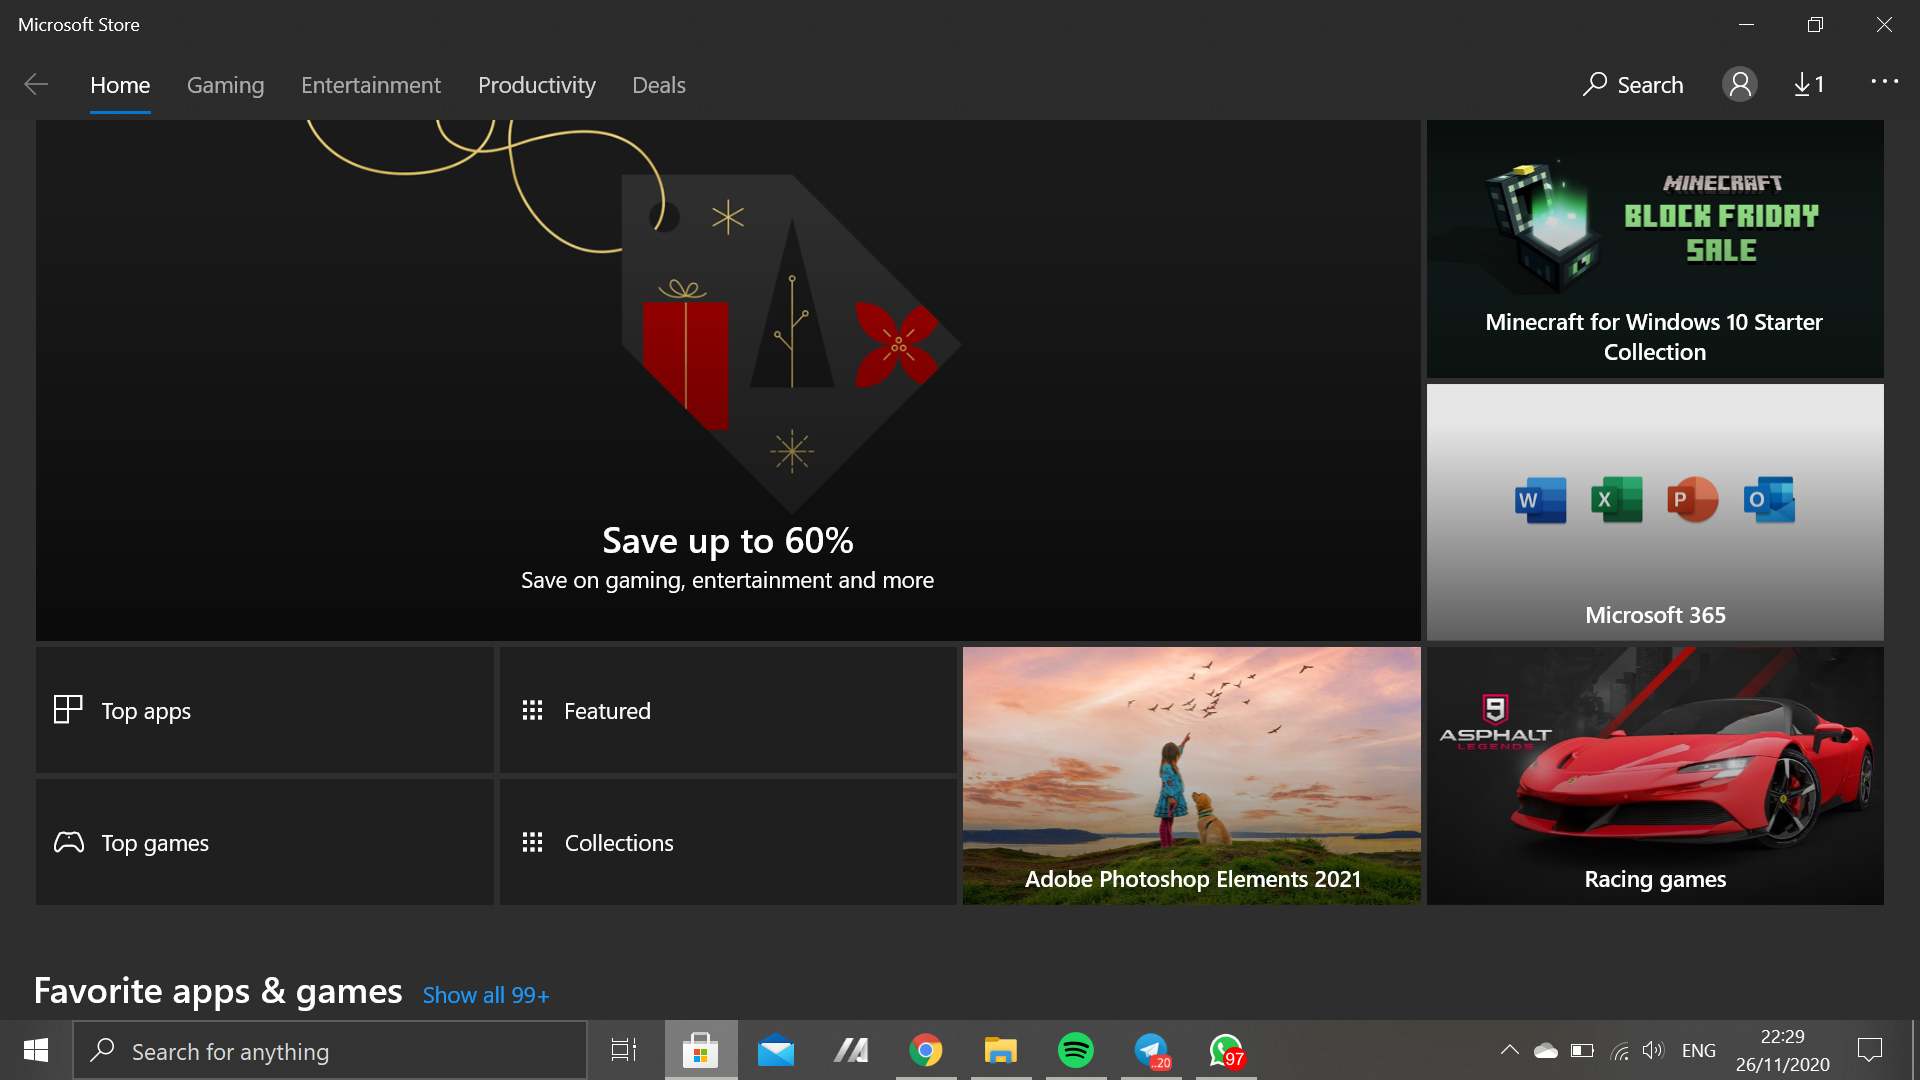 Microsoft Store
Home
Gaming
Entertainment
Productivity
Deals
Search
1
Save up to 60%
Save on gaming, entertainment and more
MINECRAFT
BLOCK FRIDAY
SALE
Minecraft for Windows 10 Starter
Collection
W
X
P
O
Microsoft 365
Top apps
Featured
Top games
Collections
Adobe Photoshop Elements 2021
9
ASPHALT
LEGENDS
Racing games
Favorite apps & games
Show all 99+
Search for anything
..20
97
ENG
22:29
26/11/2020